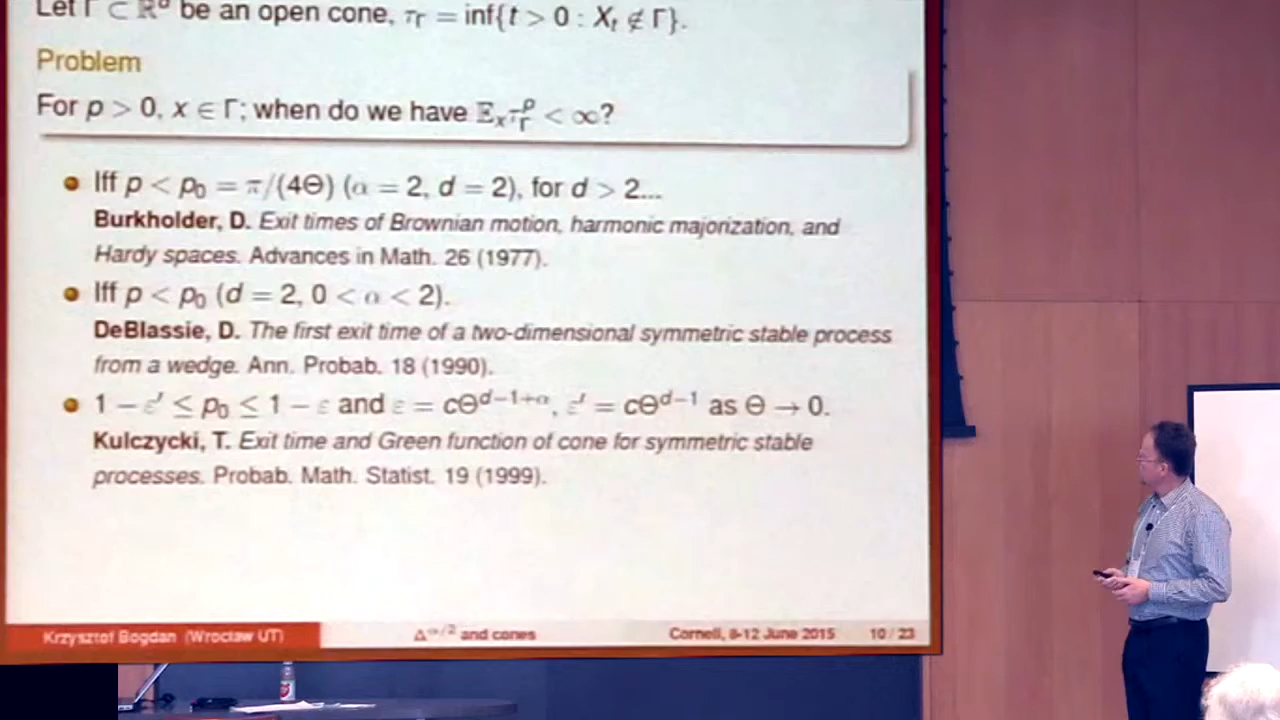 Let Γ ⊂ ℝᵈ be an open cone, τ_Γ = inf{t > 0 : X_t ∉ Γ}.
Problem
For p > 0, x ∈ Γ; when do we have 𝔼ₓτ_Γ^p < ∞?
Iff p < p₀ = π/(4Θ) (α = 2, d = 2), for d > 2...
Burkholder, D. Exit times of Brownian motion, harmonic majorization, and
Hardy spaces. Advances in Math. 26 (1977).
Iff p < p₀ (d = 2, 0 < α < 2).
DeBlassie, D. The first exit time of a two-dimensional symmetric stable process
from a wedge. Ann. Probab. 18 (1990).
1 − ε′ ≤ p₀ ≤ 1 − ε and ε = cΘ^{d−1+α}, ε′ = cΘ^{d−1} as Θ → 0.
Kulczycki, T. Exit time and Green function of cone for symmetric stable
processes. Probab. Math. Statist. 19 (1999).
Krzysztof Bogdan (Wrocław UT) Δ^{α/2} and cones Cornell, 8-12 June 2015 10 / 23